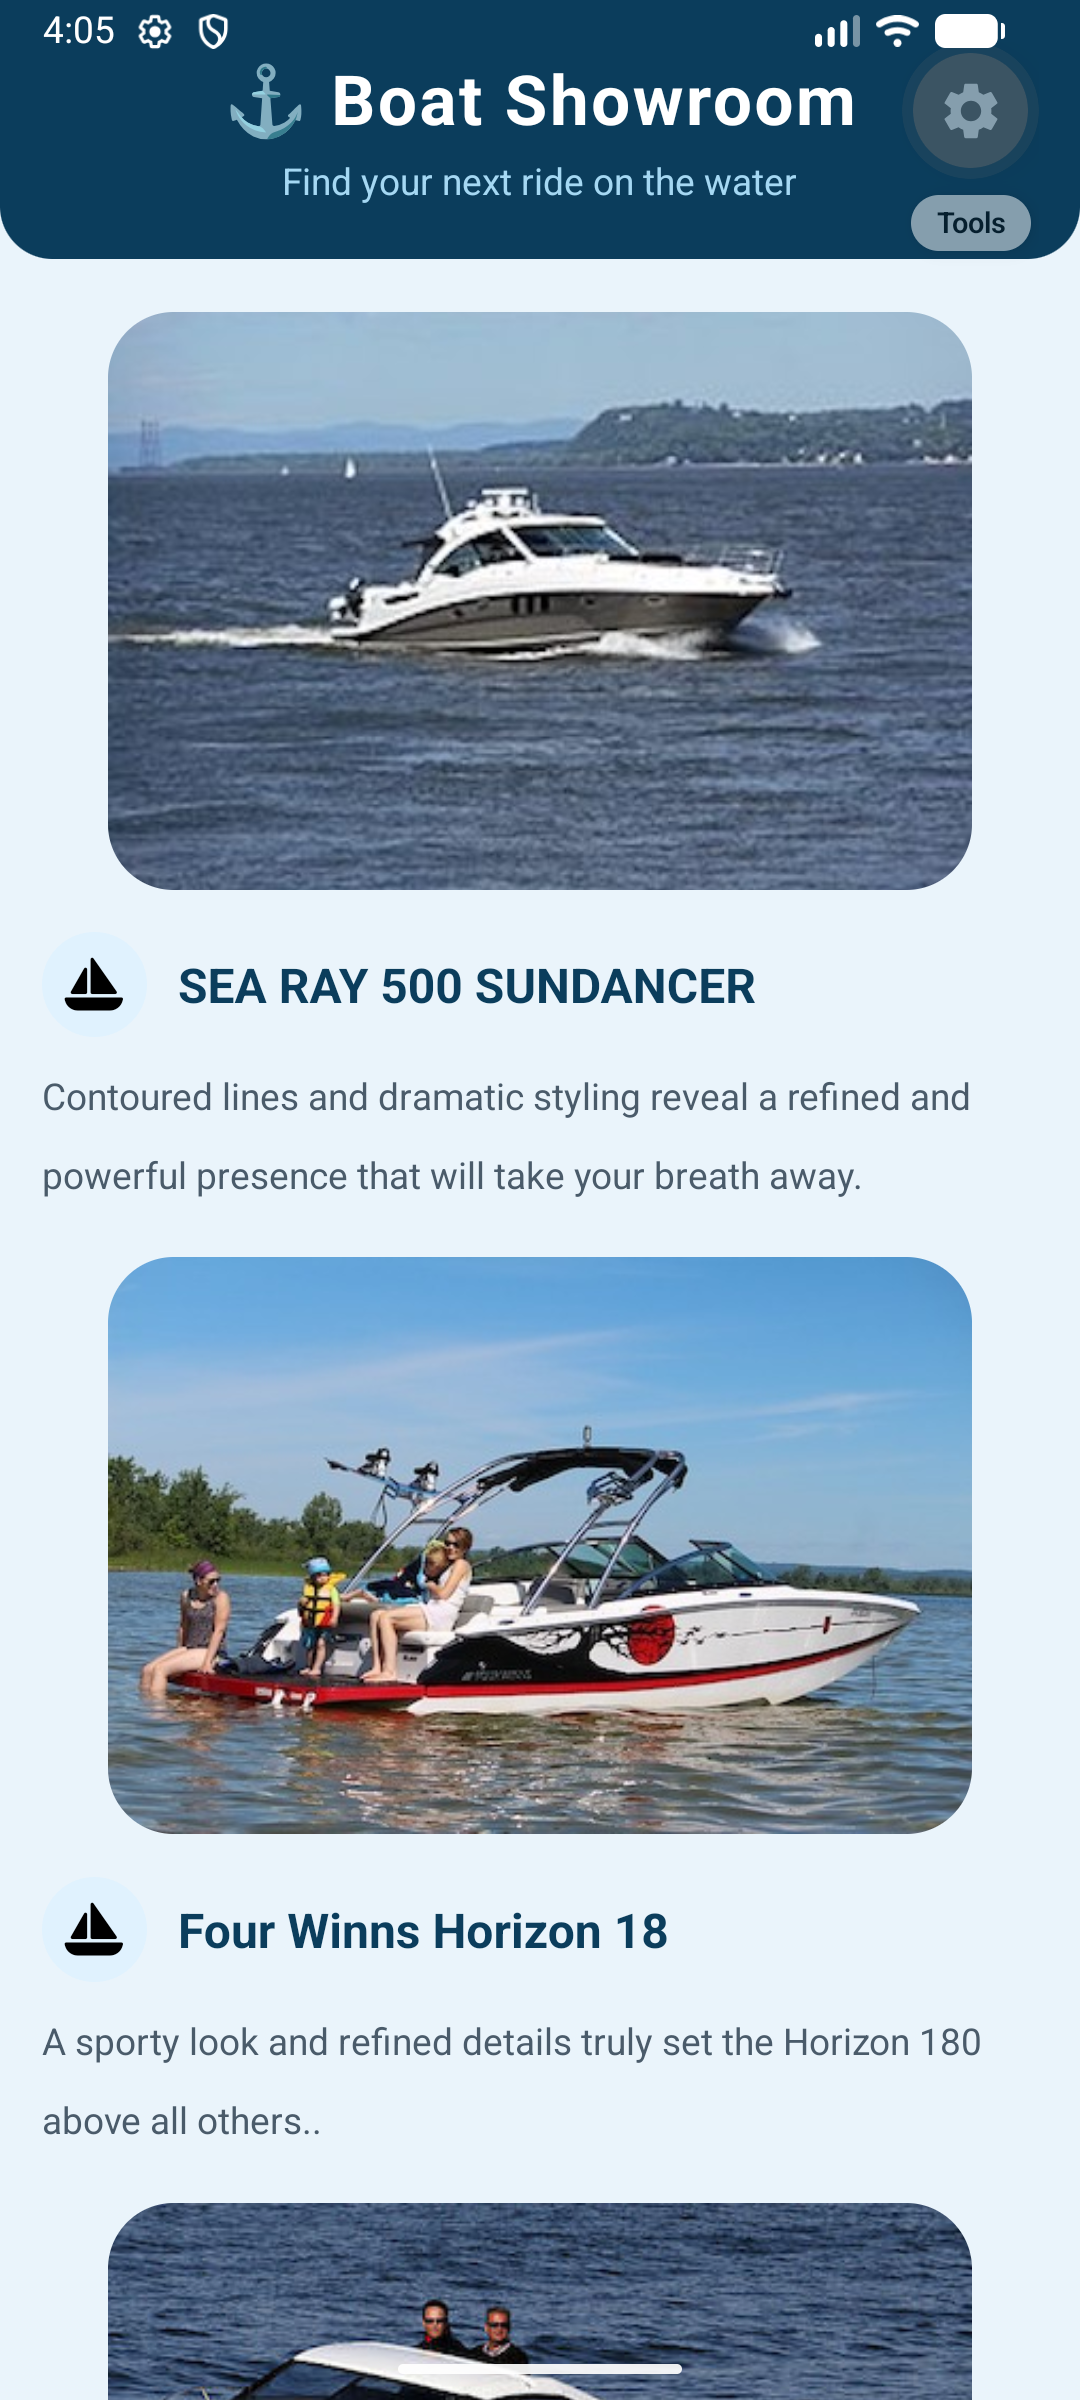 4:05
Boat Showroom
Find your next ride on the water
Tools
SEA RAY 500 SUNDANCER
Contoured lines and dramatic styling reveal a refined and
powerful presence that will take your breath away.
Four Winns Horizon 18
A sporty look and refined details truly set the Horizon 180
above all others..